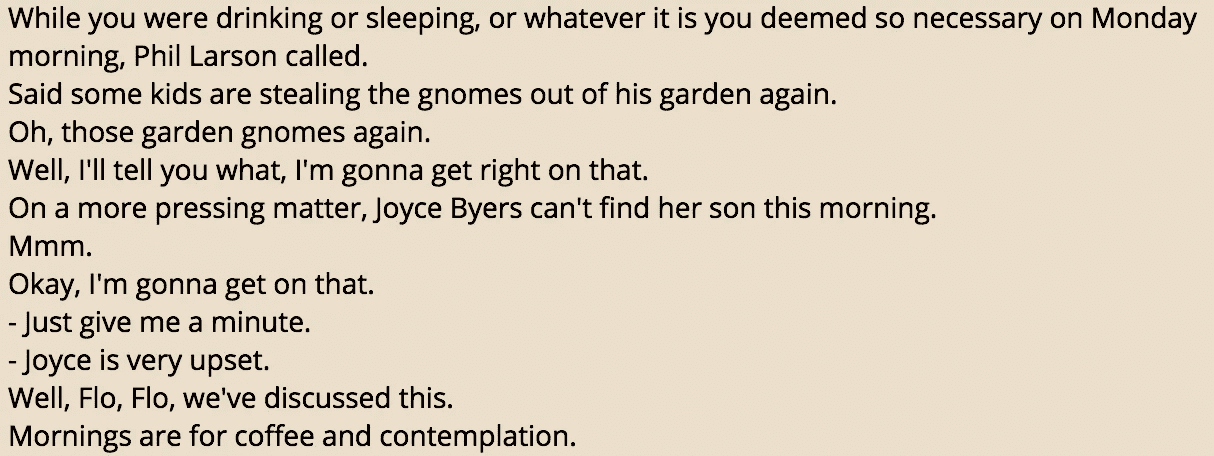 While you were drinking or sleeping, or whatever it is you deemed so necessary on Monday
morning, Phil Larson called.
Said some kids are stealing the gnomes out of his garden again.
Oh, those garden gnomes again.
Well, I'll tell you what, I'm gonna get right on that.
On a more pressing matter, Joyce Byers can't find her son this morning.
Mmm.
Okay, I'm gonna get on that.
- Just give me a minute.
- Joyce is very upset.
Well, Flo, Flo, we've discussed this.
Mornings are for coffee and contemplation.